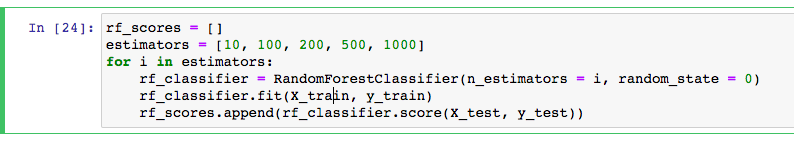 In [24]: rf_scores = []
estimators = [10, 100, 200, 500, 1000]
for i in estimators:
    rf_classifier = RandomForestClassifier(n_estimators = i, random_state = 0)
    rf_classifier.fit(X_train, y_train)
    rf_scores.append(rf_classifier.score(X_test, y_test))